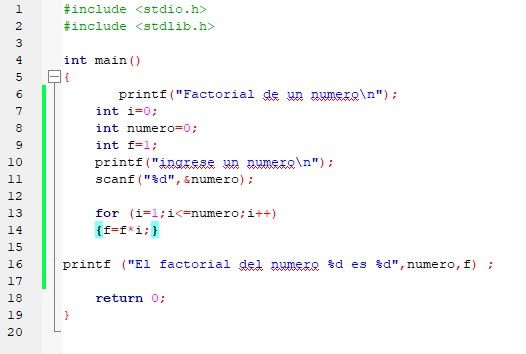 1 #include <stdio.h>
2 #include <stdlib.h>
3
4 int main()
5 {
6 printf("Factorial de un numero\n");
7 int i=0;
8 int numero=0;
9 int f=1;
10 printf("ingrese un numero\n");
11 scanf("%d",&numero);
12
13 for (i=1;i<=numero;i++)
14 {f=f*i;}
15
16 printf ("El factorial del numero %d es %d",numero,f) ;
17
18 return 0;
19 }
20